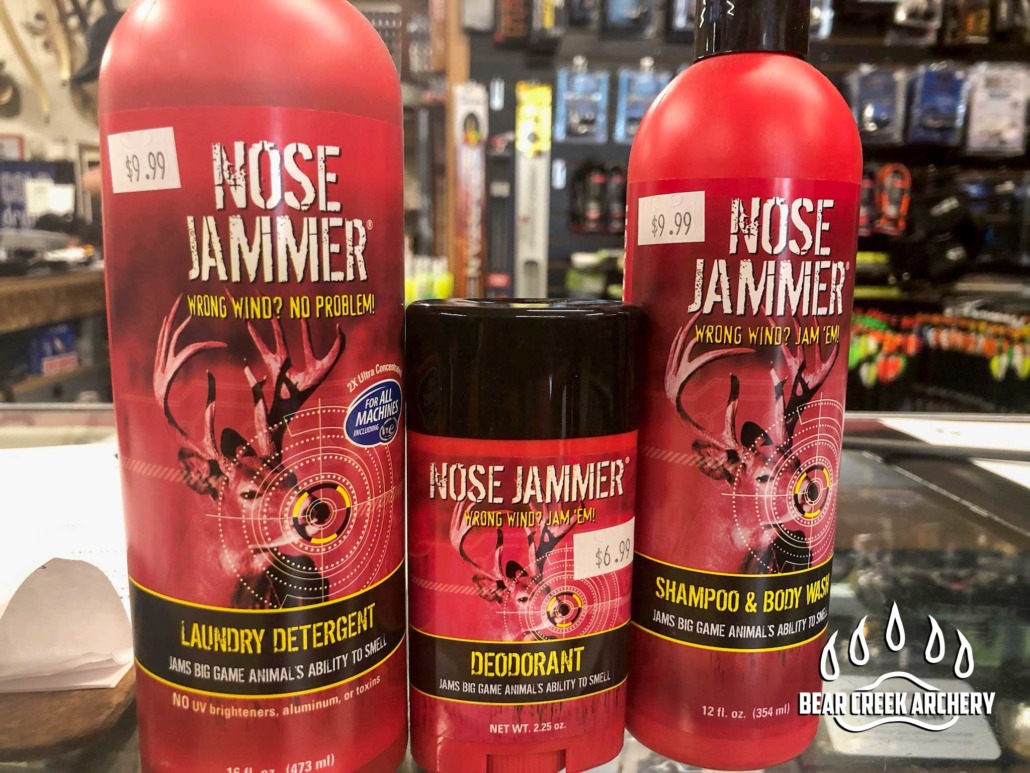 $9.99
NOSE
JAMMER®
WRONG WIND? NO PROBLEM!
2X Ultra
FOR ALL
MACHINES
INCLUDING
LAUNDRY DETERGENT
JAMS BIG GAME ANIMAL'S ABILITY TO SMELL
NO UV brighteners, aluminum, or toxins
16 fl. oz. (473 ml)
NOSE JAMMER®
WRONG WIND? JAM 'EM!
$6.99
DEODORANT
JAMS BIG GAME ANIMAL'S ABILITY TO SMELL
NET WT. 2.25 oz.
$9.99
NOSE
JAMMER®
WRONG WIND? JAM 'EM!
SHAMPOO & BODY WASH
JAMS BIG GAME ANIMAL'S ABILITY TO SMELL
12 fl. oz. (354 ml)
BEAR CREEK ARCHERY